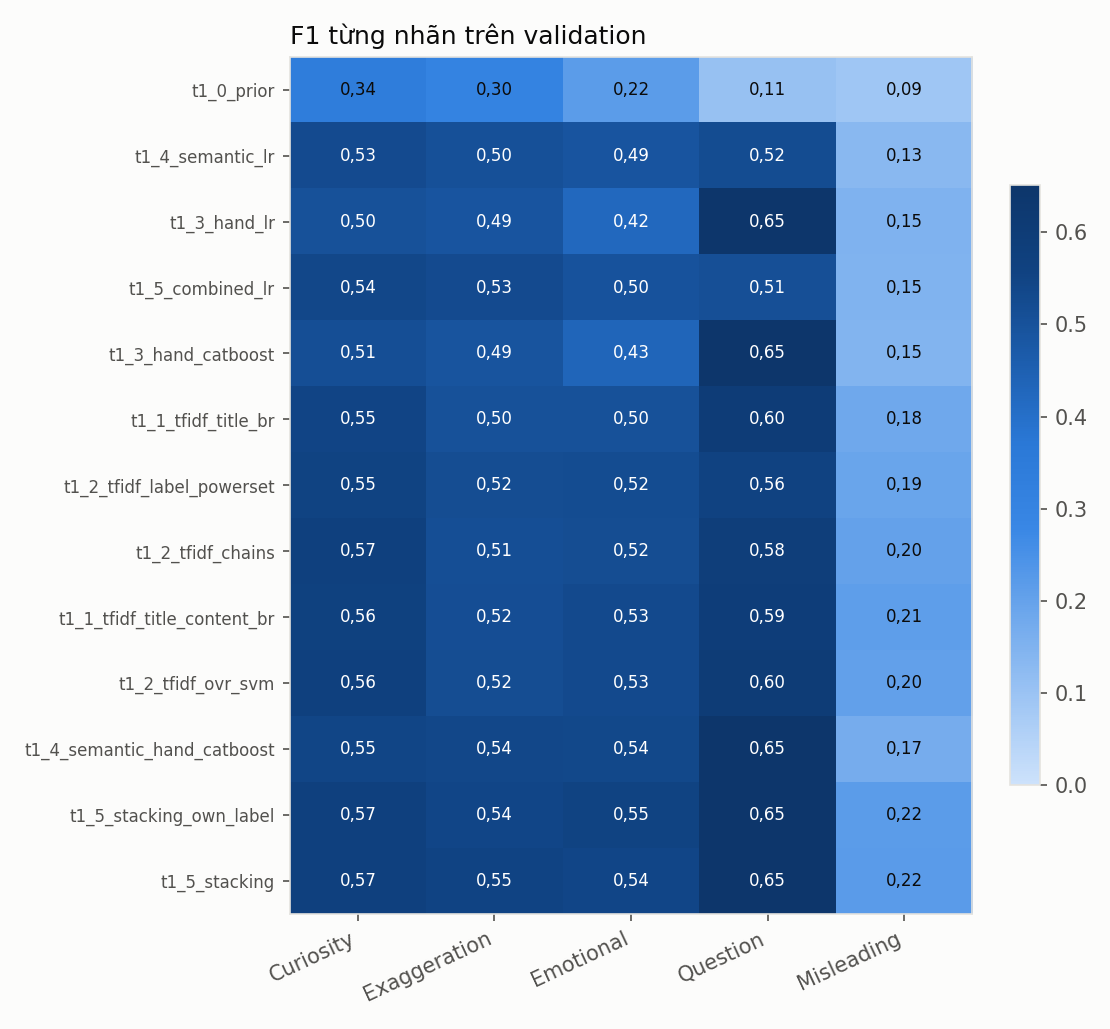 F1 từng nhãn trên validation
t1_0_prior 0,34 0,30 0,22 0,11 0,09
t1_4_semantic_lr 0,53 0,50 0,49 0,52 0,13
t1_3_hand_lr 0,50 0,49 0,42 0,65 0,15
t1_5_combined_lr 0,54 0,53 0,50 0,51 0,15
t1_3_hand_catboost 0,51 0,49 0,43 0,65 0,15
t1_1_tfidf_title_br 0,55 0,50 0,50 0,60 0,18
t1_2_tfidf_label_powerset 0,55 0,52 0,52 0,56 0,19
t1_2_tfidf_chains 0,57 0,51 0,52 0,58 0,20
t1_1_tfidf_title_content_br 0,56 0,52 0,53 0,59 0,21
t1_2_tfidf_ovr_svm 0,56 0,52 0,53 0,60 0,20
t1_4_semantic_hand_catboost 0,55 0,54 0,54 0,65 0,17
t1_5_stacking_own_label 0,57 0,54 0,55 0,65 0,22
t1_5_stacking 0,57 0,55 0,54 0,65 0,22
Curiosity Exaggeration Emotional Question Misleading
0.6
0.5
0.4
0.3
0.2
0.1
0.0